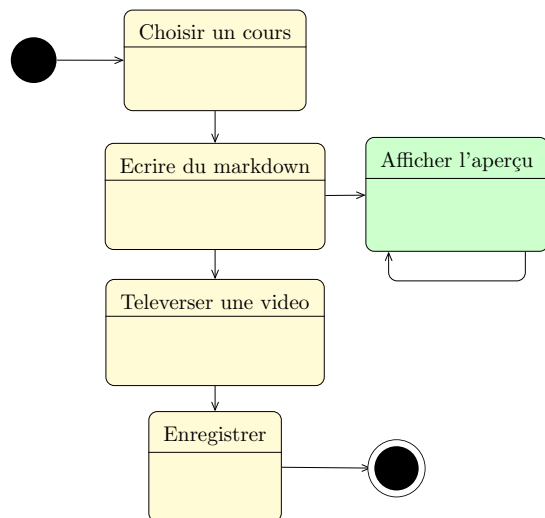 Choisir un cours
Ecrire du markdown
Afficher l'aperçu
Televerser une video
Enregistrer